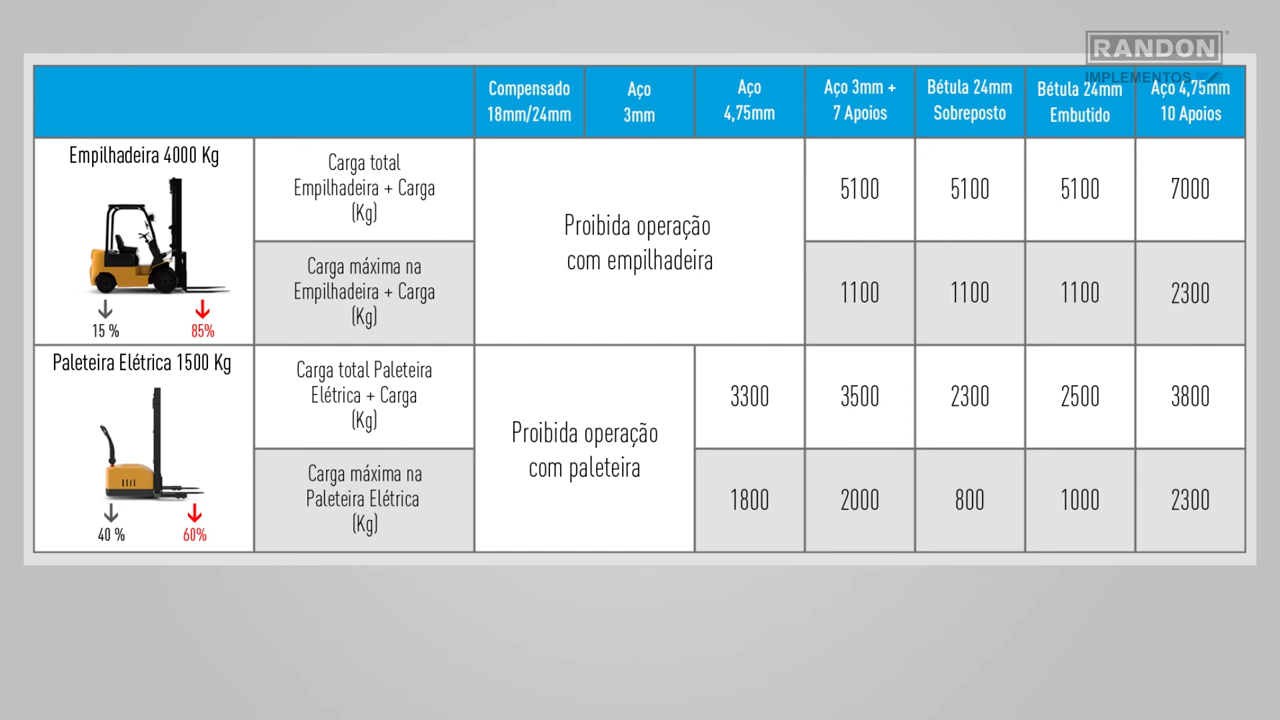 RANDON
IMPLEMENTOS
Compensado
18mm/24mm
Aço
3mm
Aço
4,75mm
Aço 3mm +
7 Apoios
Bétula 24mm
Sobreposto
Bétula 24mm
Embutido
Aço 4,75mm
10 Apoios
Empilhadeira 4000 Kg
15 %
85%
Carga total
Empilhadeira + Carga
(Kg)
Proibida operação
com empilhadeira
5100
5100
5100
7000
Carga máxima na
Empilhadeira + Carga
(Kg)
1100
1100
1100
2300
Paleteira Elétrica 1500 Kg
40 %
60%
Carga total Paleteira
Elétrica + Carga
(Kg)
Proibida operação
com paleteira
3300
3500
2300
2500
3800
Carga máxima na
Paleteira Elétrica
(Kg)
1800
2000
800
1000
2300